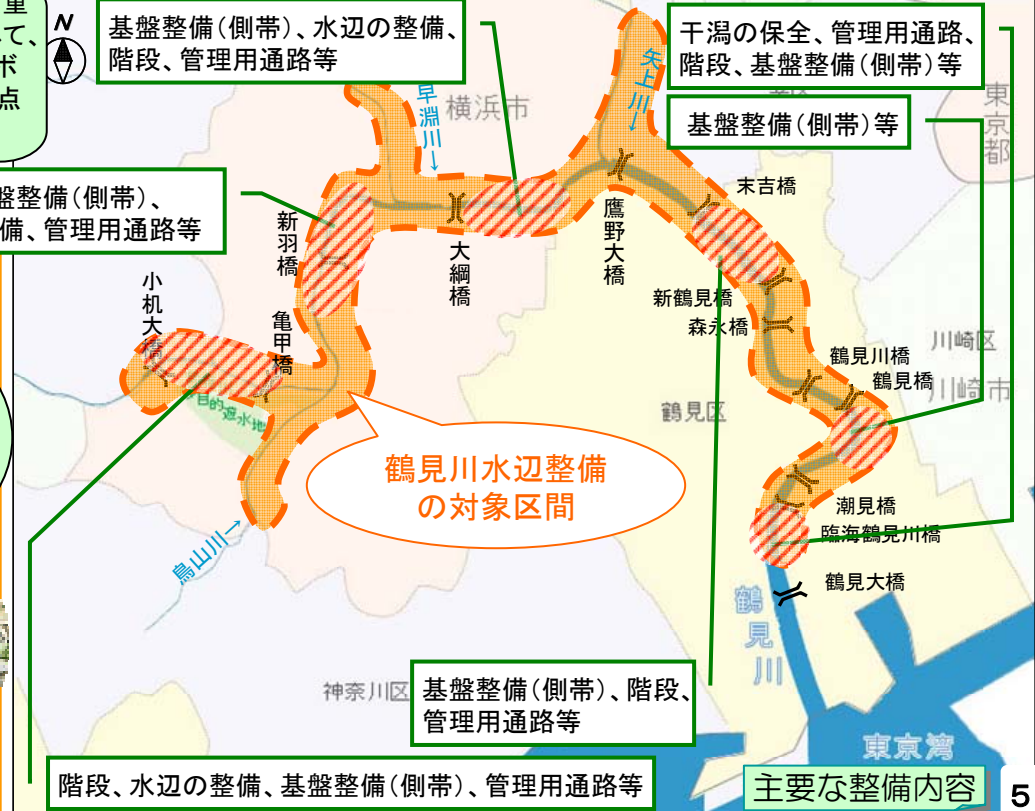 重
て、
ボ
点
N
基盤整備(側帯)、水辺の整備、
階段、管理用通路等
干潟の保全、管理用通路、
階段、基盤整備(側帯)等
基盤整備(側帯)等
盤整備(側帯)、
備、管理用通路等
早淵川→
横浜市
矢上川→
東京都
末吉橋
鷹野大橋
大綱橋
新羽橋
小机大橋
亀甲橋
新鶴見橋
森永橋
鶴見川橋
鶴見橋
川崎区
川崎市
鶴見区
目的遊水地
鶴見川水辺整備
の対象区間
潮見橋
臨海鶴見川橋
鶴見大橋
鳥山川→
鶴見川
神奈川区
基盤整備(側帯)、階段、
管理用通路等
東京湾
階段、水辺の整備、基盤整備(側帯)、管理用通路等
主要な整備内容
5